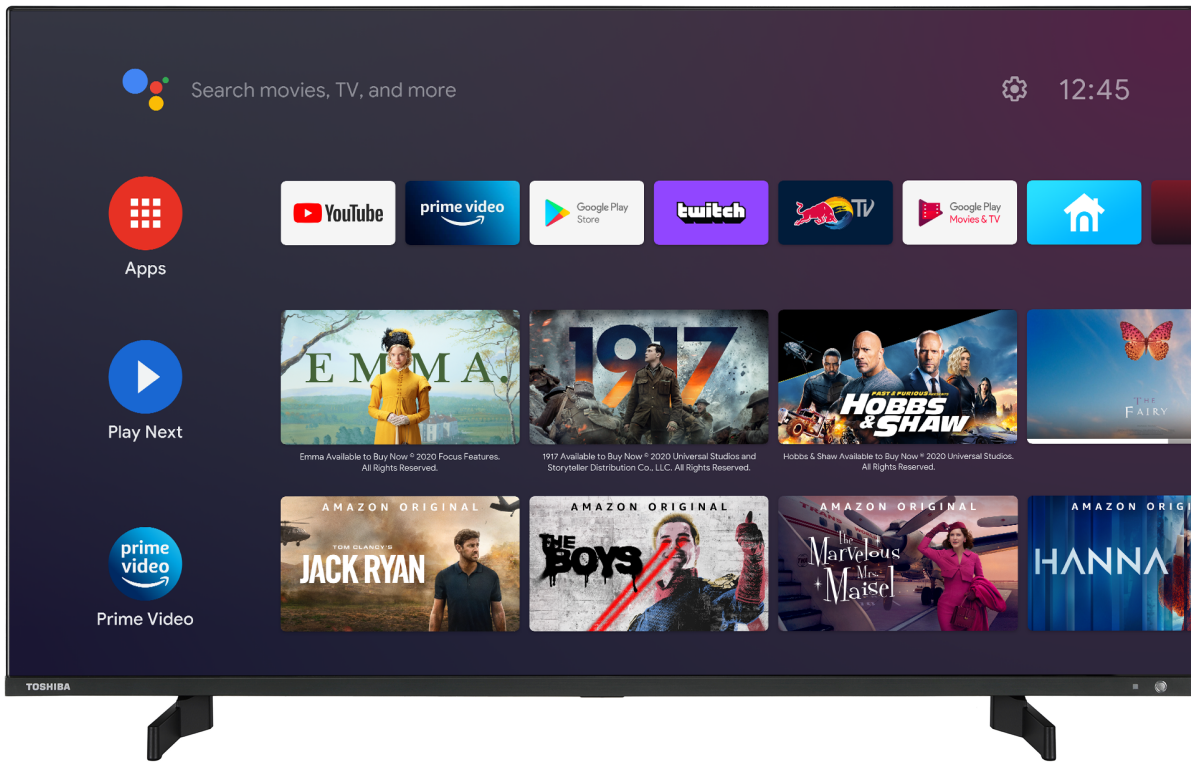 Search movies, TV, and more
12:45
Apps
YouTube
prime video
Google Play
Store
twitch
TV
Google Play
Movies & TV
Play Next
EMMA.
1917
FAST & FURIOUS PRESENTS
HOBBS
& SHAW
THE
FAIRY
Emma Available to Buy Now © 2020 Focus Features.
All Rights Reserved.
1917 Available to Buy Now © 2020 Universal Studios and
Storyteller Distribution Co., LLC. All Rights Reserved.
Hobbs & Shaw Available to Buy Now © 2020 Universal Studios.
All Rights Reserved.
prime
video
Prime Video
AMAZON ORIGINAL
TOM CLANCY'S
JACK RYAN
AMAZON ORIGINAL
THE
BOYS
AMAZON ORIGINAL
The
Marvelous
Mrs.
Maisel
AMAZON ORIGI
HANNA
TOSHIBA